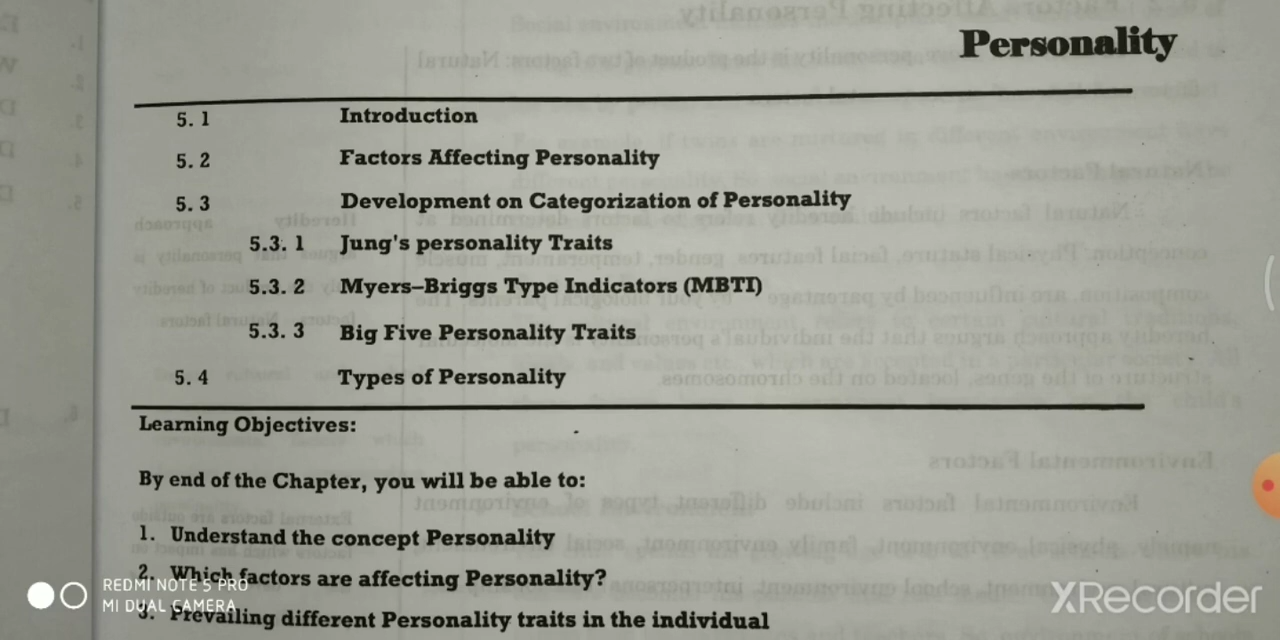 Personality
5. 1 Introduction
5. 2 Factors Affecting Personality
5. 3 Development on Categorization of Personality
5.3. 1 Jung's personality Traits
5.3. 2 Myers–Briggs Type Indicators (MBTI)
5.3. 3 Big Five Personality Traits
5. 4 Types of Personality
Learning Objectives:
By end of the Chapter, you will be able to:
1. Understand the concept Personality
2. Which factors are affecting Personality?
3. Prevailing different Personality traits in the individual
REDMI NOTE 5 PRO
MI DUAL CAMERA
XRecorder